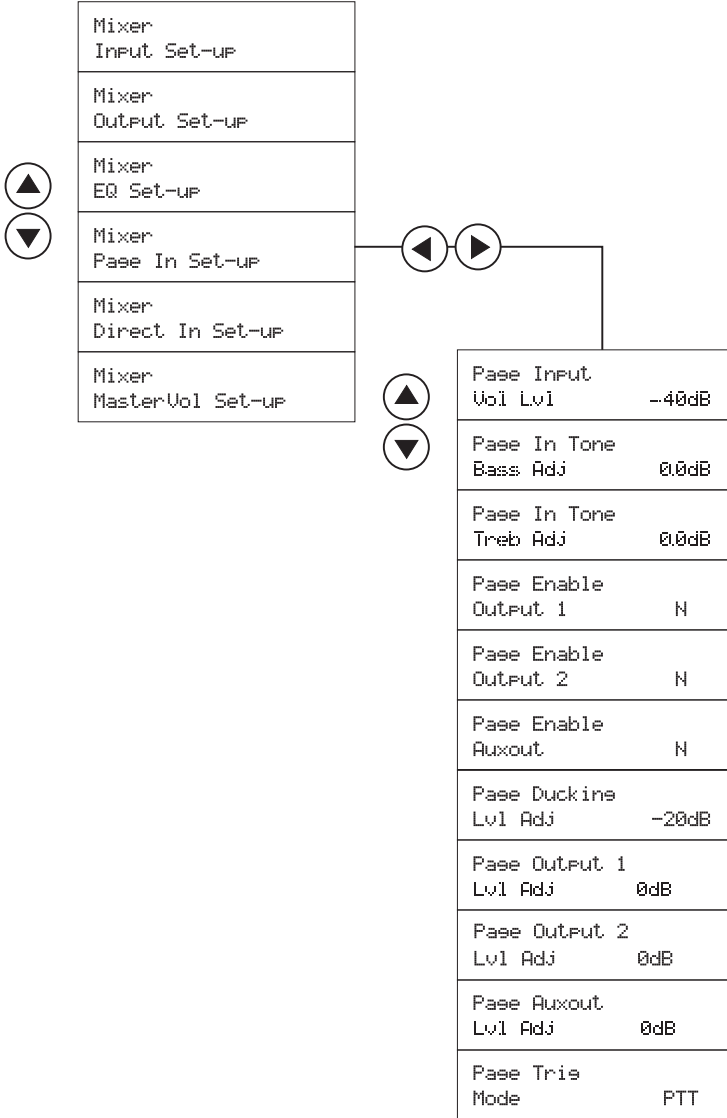 Mixer
Input Set-up
Mixer
Output Set-up
Mixer
EQ Set-up
Mixer
Page In Set-up
Mixer
Direct In Set-up
Mixer
MasterVol Set-up
Page Input
Vol Lvl -40dB
Page In Tone
Bass Adj 0.0dB
Page In Tone
Treb Adj 0.0dB
Page Enable
Output 1 N
Page Enable
Output 2 N
Page Enable
Auxout N
Page Ducking
Lvl Adj -20dB
Page Output 1
Lvl Adj 0dB
Page Output 2
Lvl Adj 0dB
Page Auxout
Lvl Adj 0dB
Page Trig
Mode PTT